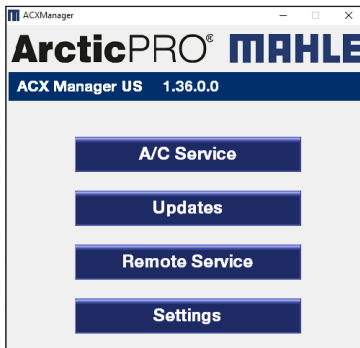 ACXManager
ArcticPRO® MAHLE
ACX Manager US 1.36.0.0
A/C Service
Updates
Remote Service
Settings